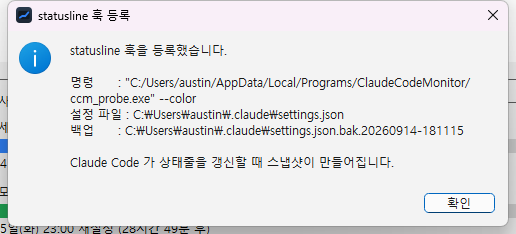 statusline 훅 등록
statusline 훅을 등록했습니다.
명령 : "C:/Users/austin/AppData/Local/Programs/ClaudeCodeMonitor/
ccm_probe.exe" --color
설정 파일 : C:₩Users₩austin₩.claude₩settings.json
백업 : C:₩Users₩austin₩.claude₩settings.json.bak.20260914-181115
Claude Code 가 상태줄을 갱신할 때 스냅샷이 만들어집니다.
확인
5일(화) 23:00 재설정 (28시간 49분 후)